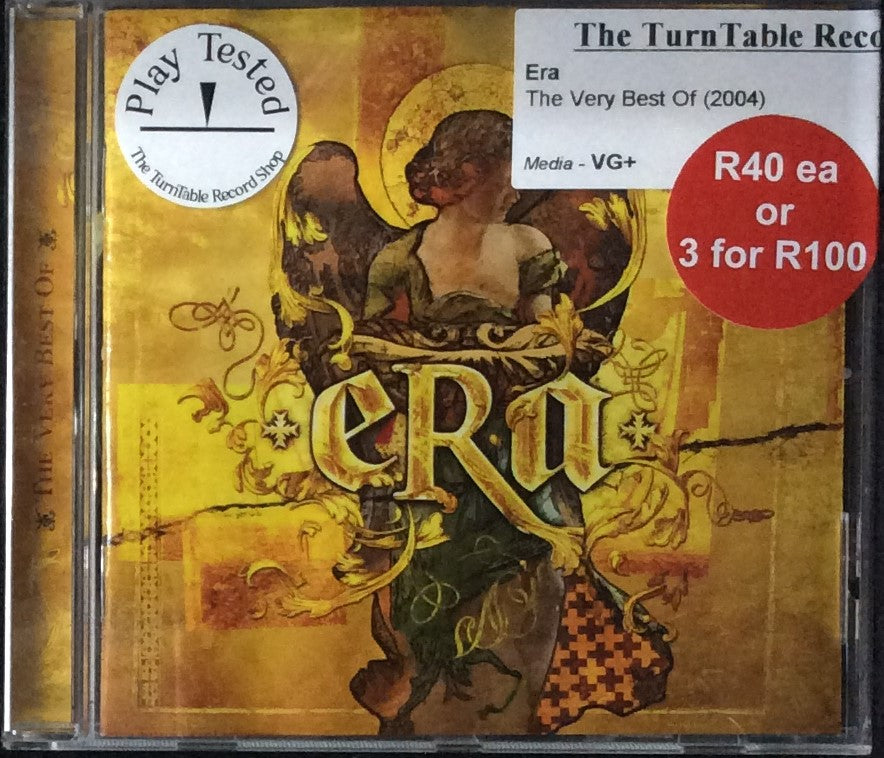 Play Tested
The TurnTable Record Shop
The TurnTable Reco
Era
The Very Best Of (2004)
Media - VG+
R40 ea
or
3 for R100
THE VERY BEST OF
eRa